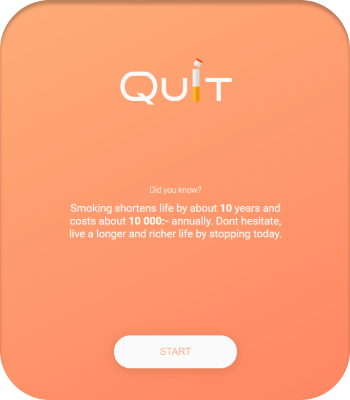 QUIT
Did you know?
Smoking shortens life by about 10 years and
costs about 10 000:- annually. Dont hesitate,
live a longer and richer life by stopping today.
START